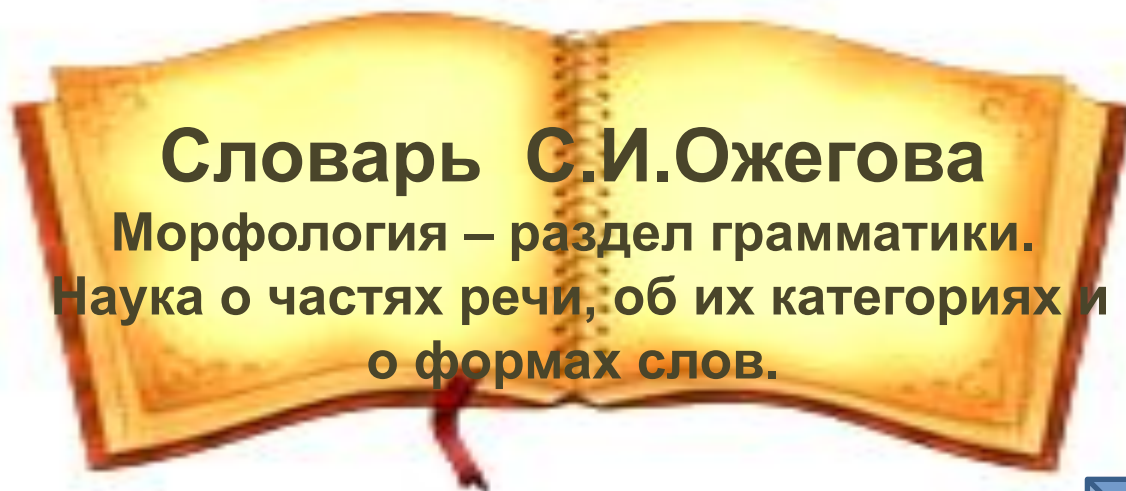 Словарь С.И.Ожегова
Морфология – раздел грамматики.
Наука о частях речи, об их категориях и
о формах слов.